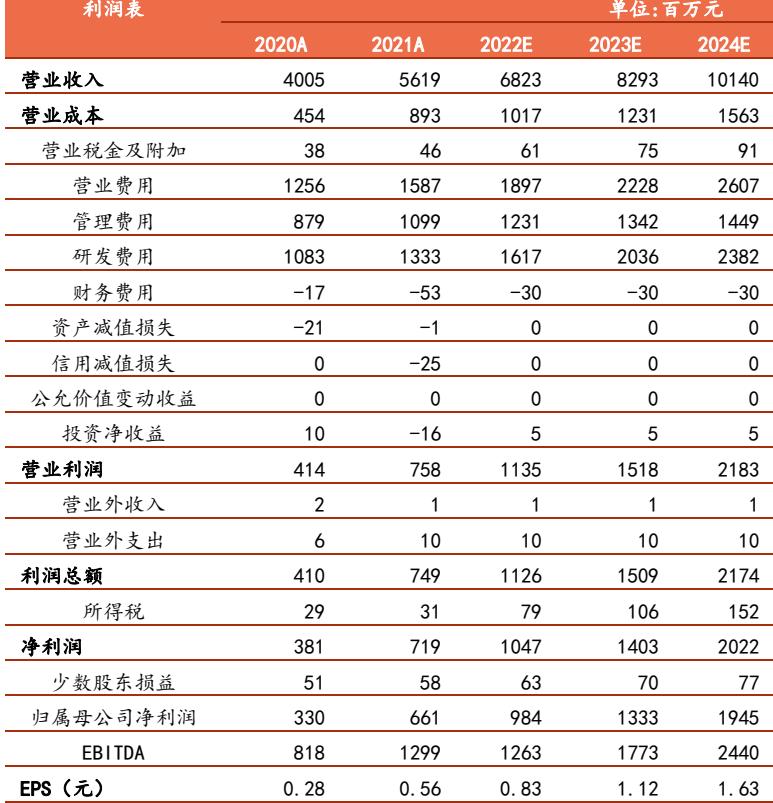 利润表 单位:百万元
2020A 2021A 2022E 2023E 2024E
营业收入 4005 5619 6823 8293 10140
营业成本 454 893 1017 1231 1563
营业税金及附加 38 46 61 75 91
营业费用 1256 1587 1897 2228 2607
管理费用 879 1099 1231 1342 1449
研发费用 1083 1333 1617 2036 2382
财务费用 -17 -53 -30 -30 -30
资产减值损失 -21 -1 0 0 0
信用减值损失 0 -25 0 0 0
公允价值变动收益 0 0 0 0 0
投资净收益 10 -16 5 5 5
营业利润 414 758 1135 1518 2183
营业外收入 2 1 1 1 1
营业外支出 6 10 10 10 10
利润总额 410 749 1126 1509 2174
所得税 29 31 79 106 152
净利润 381 719 1047 1403 2022
少数股东损益 51 58 63 70 77
归属母公司净利润 330 661 984 1333 1945
EBITDA 818 1299 1263 1773 2440
EPS（元） 0.28 0.56 0.83 1.12 1.63